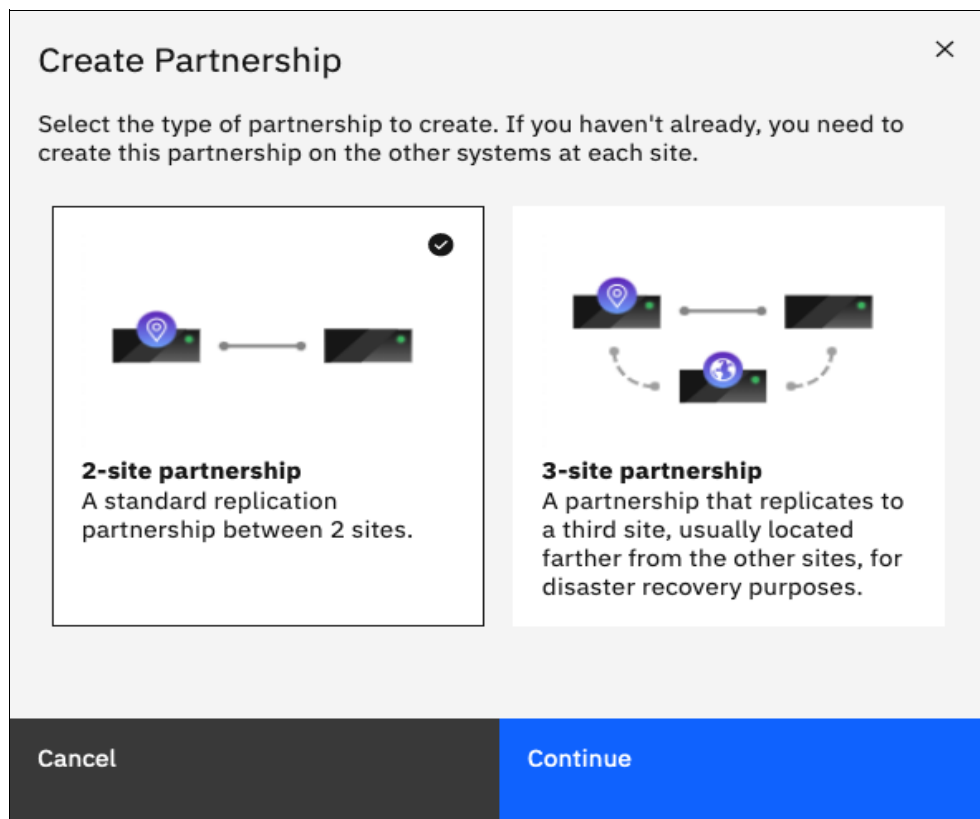 Create Partnership
Select the type of partnership to create. If you haven't already, you need to
create this partnership on the other systems at each site.
2-site partnership
A standard replication
partnership between 2 sites.
3-site partnership
A partnership that replicates to
a third site, usually located
farther from the other sites, for
disaster recovery purposes.
Cancel
Continue